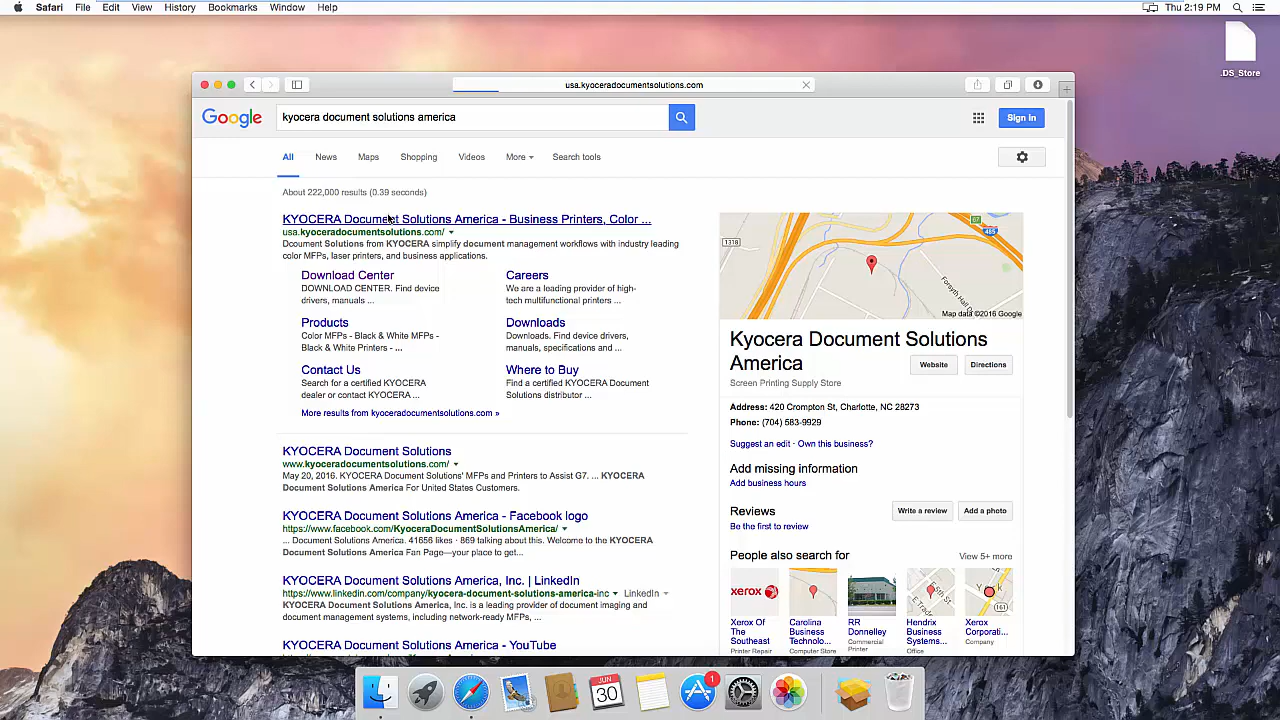 Safari File Edit View History Bookmarks Window Help
Thu 2:19 PM
.DS_Store
usa.kyoceradocumentsolutions.com
Google
kyocera document solutions america
Sign in
All News Maps Shopping Videos More Search tools
About 222,000 results (0.39 seconds)
KYOCERA Document Solutions America - Business Printers, Color ...
usa.kyoceradocumentsolutions.com/
Document Solutions from KYOCERA simplify document management workflows with industry leading
color MFPs, laser printers, and business applications.
Download Center
DOWNLOAD CENTER. Find device
drivers, manuals ...
Careers
We are a leading provider of high-
tech multifunctional printers ...
Products
Color MFPs - Black & White MFPs -
Black & White Printers - ...
Downloads
Downloads. Find device drivers,
manuals, specifications and ...
Contact Us
Search for a certified KYOCERA
dealer or contact KYOCERA ...
Where to Buy
Find a certified KYOCERA Document
Solutions distributor ...
More results from kyoceradocumentsolutions.com »
KYOCERA Document Solutions
www.kyoceradocumentsolutions.com/
May 20, 2016. KYOCERA Document Solutions' MFPs and Printers to Assist G7. ... KYOCERA
Document Solutions America For United States Customers.
KYOCERA Document Solutions America - Facebook logo
https://www.facebook.com/KyoceraDocumentSolutionsAmerica/
... Document Solutions America. 41656 likes · 869 talking about this. Welcome to the KYOCERA
Document Solutions America Fan Page—your place to get...
KYOCERA Document Solutions America, Inc. | LinkedIn
https://www.linkedin.com/company/kyocera-document-solutions-america-inc LinkedIn
KYOCERA Document Solutions America, Inc. is a leading provider of document imaging and
document management systems, including network-ready MFPs, ...
KYOCERA Document Solutions America - YouTube
1318
67
485
Forsyth Hall D
Map data ©2016 Google
Kyocera Document Solutions
America
Website Directions
Screen Printing Supply Store
Address: 420 Crompton St, Charlotte, NC 28273
Phone: (704) 583-9929
Suggest an edit · Own this business?
Add missing information
Add business hours
Reviews
Write a review Add a photo
Be the first to review
People also search for
View 5+ more
xerox
161
Xerox Of
The
Southeast
Printer Repair
Carolina
Business
Technolo...
Computer Store
RR
Donnelley
Commercial
Printer
Hendrix
Business
Systems...
Office
Xerox
Corporati...
Company
JUN
30
1